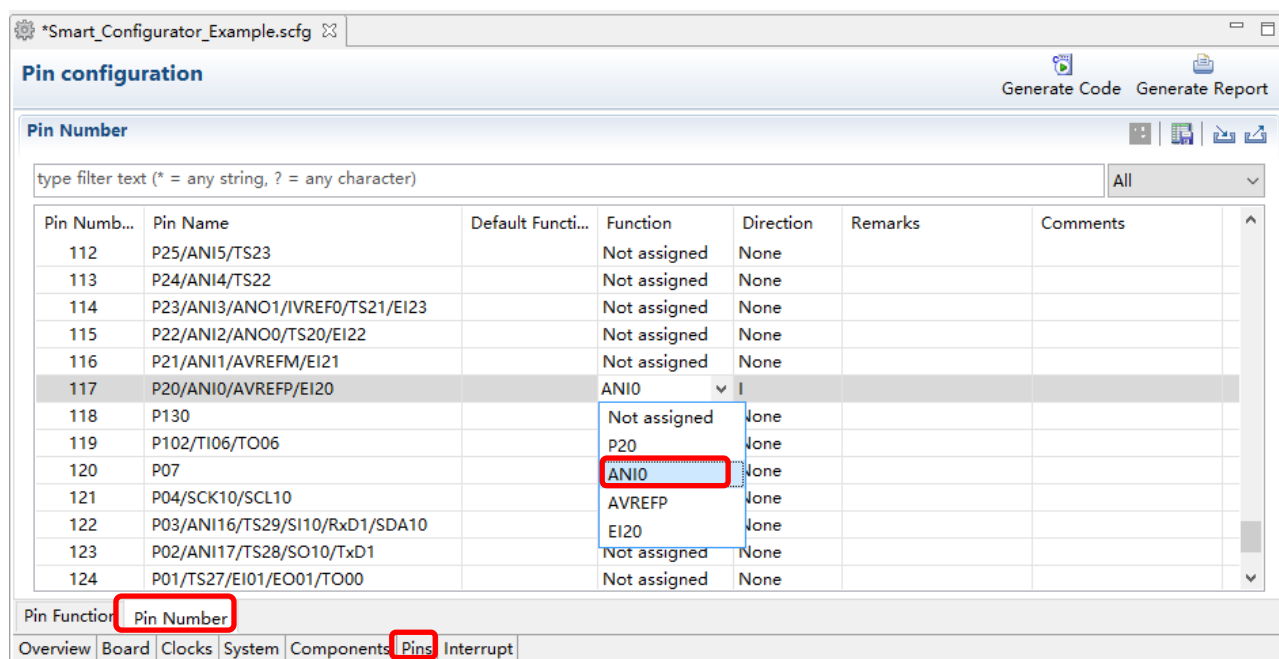 *Smart_Configurator_Example.scfg
Pin configuration
Generate Code Generate Report
Pin Number
type filter text (* = any string, ? = any character) All
Pin Numb... Pin Name Default Functi... Function Direction Remarks Comments
112 P25/ANI5/TS23 Not assigned None
113 P24/ANI4/TS22 Not assigned None
114 P23/ANI3/ANO1/IVREF0/TS21/EI23 Not assigned None
115 P22/ANI2/ANO0/TS20/EI22 Not assigned None
116 P21/ANI1/AVREFM/EI21 Not assigned None
117 P20/ANI0/AVREFP/EI20 ANI0 I
118 P130 Not assigned None
119 P102/TI06/TO06 P20 None
120 P07 ANI0 None
121 P04/SCK10/SCL10 AVREFP None
122 P03/ANI16/TS29/SI10/RxD1/SDA10 EI20 None
123 P02/ANI17/TS28/SO10/TxD1 Not assigned None
124 P01/TS27/EI01/EO01/TO00 Not assigned None
Pin Function Pin Number
Overview Board Clocks System Components Pins Interrupt